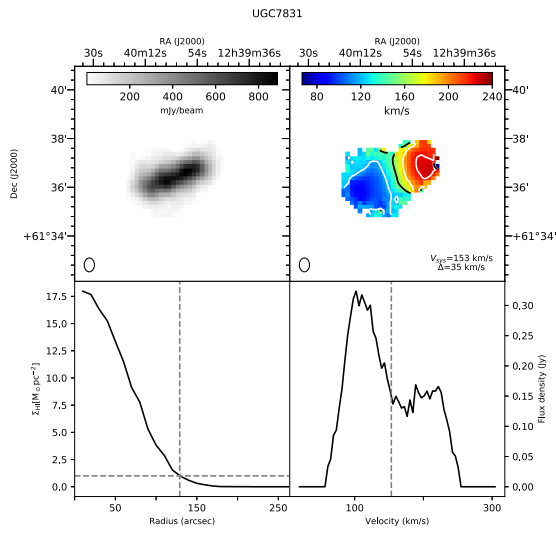 UGC7831
RA (J2000)
RA (J2000)
30s 40m12s 54s 12h39m36s
30s 40m12s 54s 12h39m36s
40' 40'
200 400 600 800
mJy/beam
80 120 160 200 240
km/s
38' 38'
Dec (J2000)
36' 36'
+61°34' +61°34'
Vsys=153 km/s
Δ=35 km/s
17.5
15.0
12.5
10.0
7.5
5.0
2.5
0.0
ΣHI[M⊙pc−2]
0,30
0,25
0,20
0,15
0,10
0,05
0,00
Flux density (Jy)
50 150 250
Radius (arcsec)
100 200 300
Velocity (km/s)